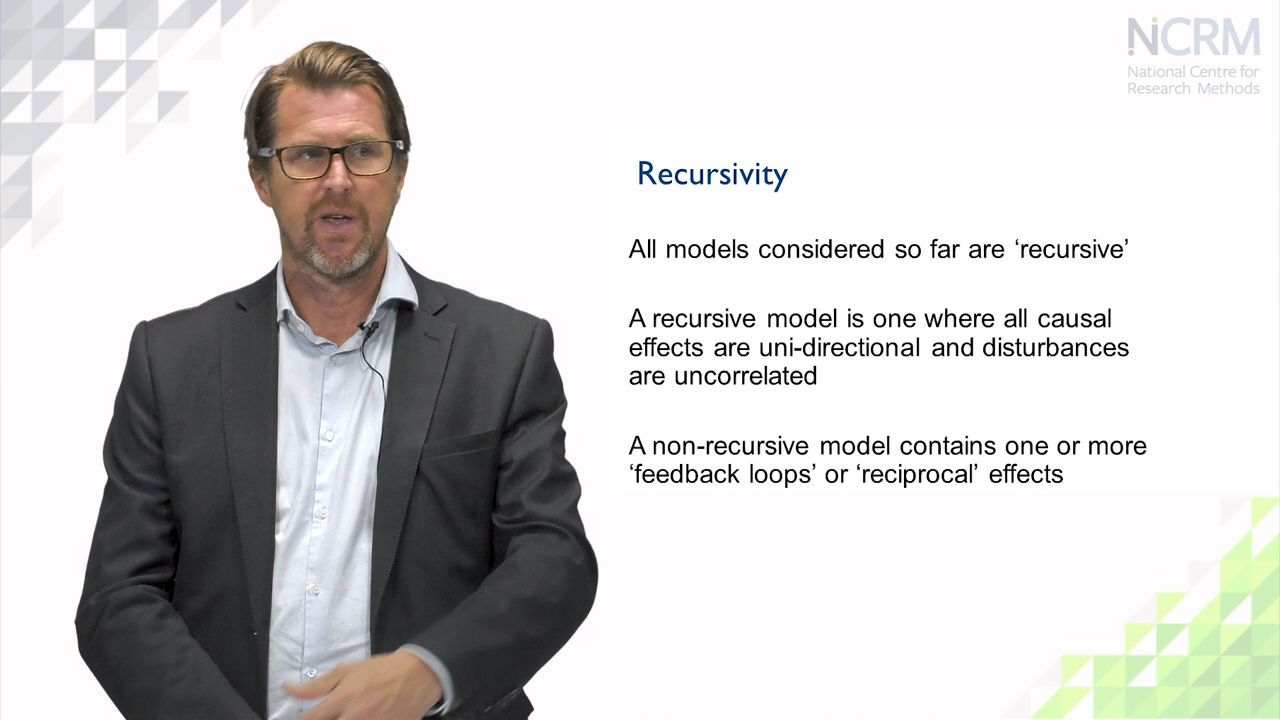 NCRM
National Centre for
Research Methods
Recursivity
All models considered so far are ‘recursive’
A recursive model is one where all causal
effects are uni-directional and disturbances
are uncorrelated
A non-recursive model contains one or more
‘feedback loops’ or ‘reciprocal’ effects